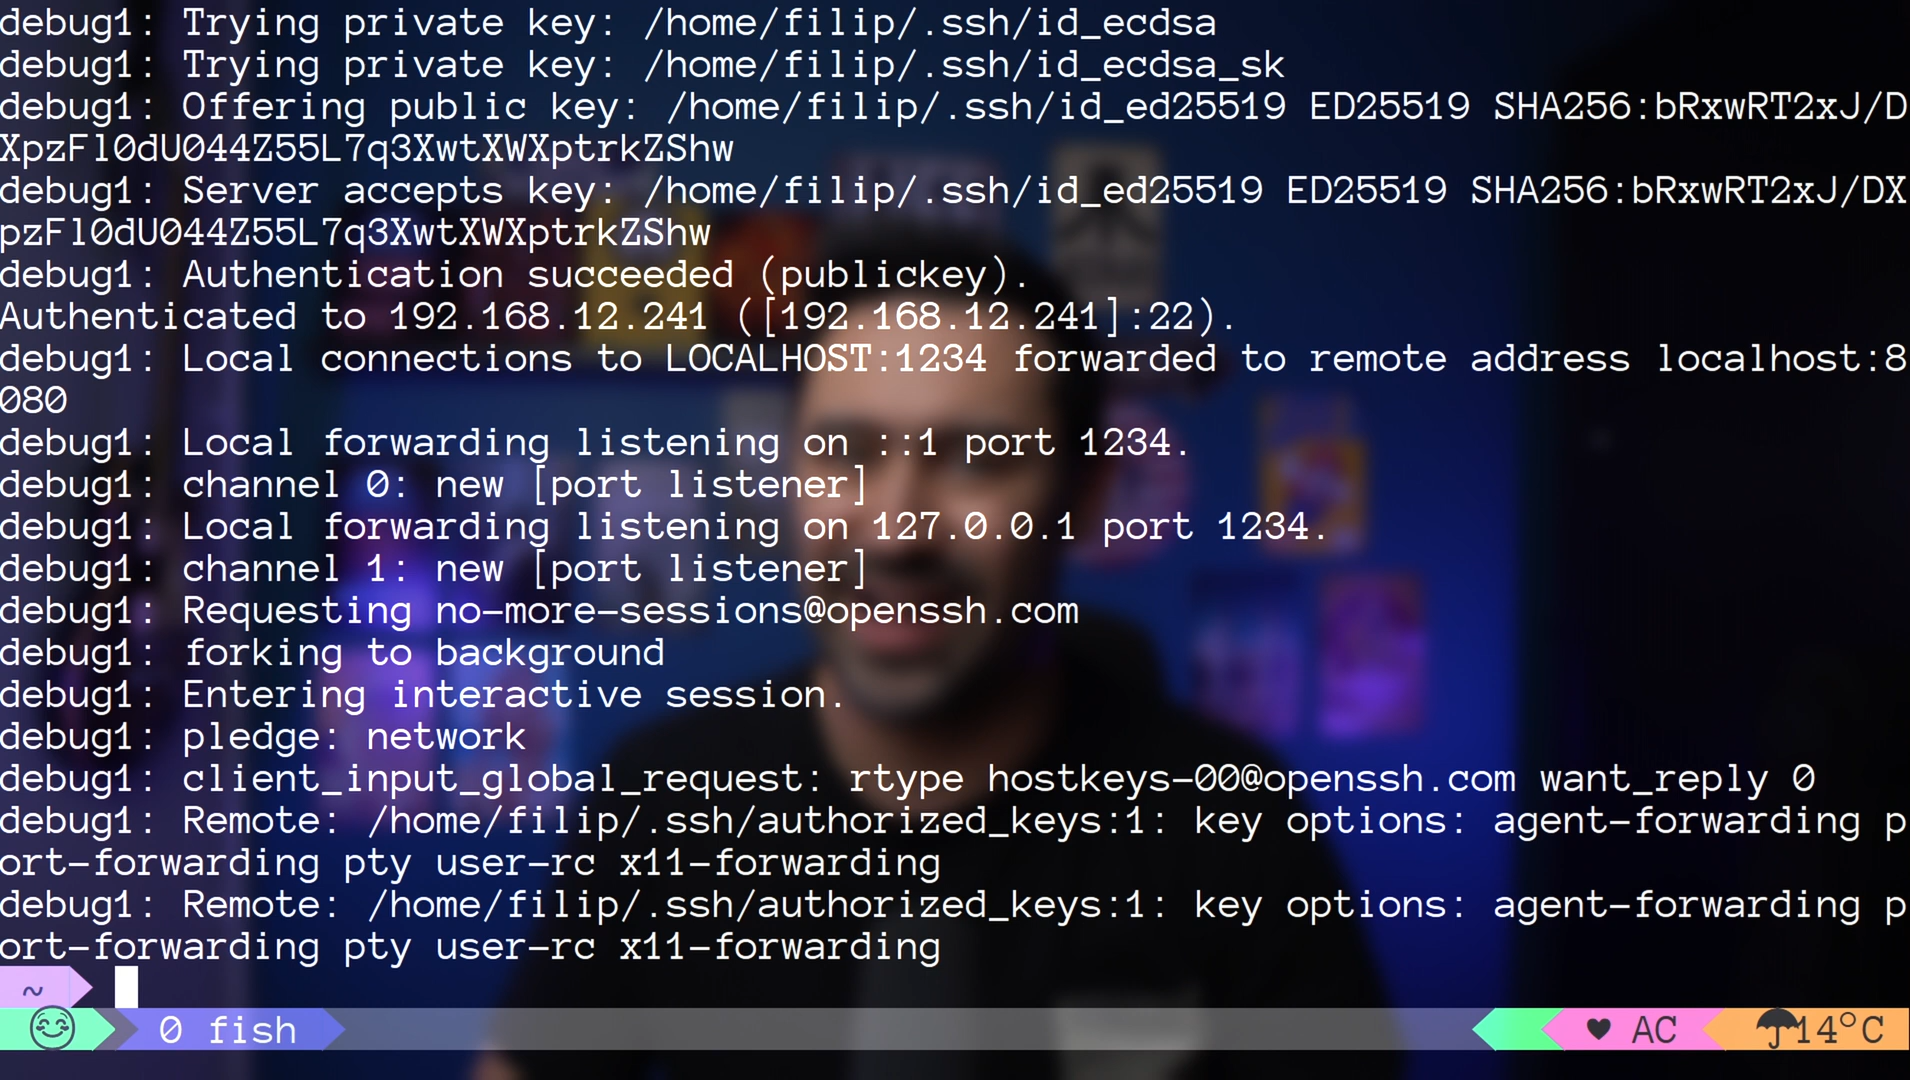 debug1: Trying private key: /home/filip/.ssh/id_ecdsa
debug1: Trying private key: /home/filip/.ssh/id_ecdsa_sk
debug1: Offering public key: /home/filip/.ssh/id_ed25519 ED25519 SHA256:bRxwRT2xJ/D
XpzFl0dU044Z55L7q3XwtXWXptrkZShw
debug1: Server accepts key: /home/filip/.ssh/id_ed25519 ED25519 SHA256:bRxwRT2xJ/DX
pzFl0dU044Z55L7q3XwtXWXptrkZShw
debug1: Authentication succeeded (publickey).
Authenticated to 192.168.12.241 ([192.168.12.241]:22).
debug1: Local connections to LOCALHOST:1234 forwarded to remote address localhost:8
080
debug1: Local forwarding listening on ::1 port 1234.
debug1: channel 0: new [port listener]
debug1: Local forwarding listening on 127.0.0.1 port 1234.
debug1: channel 1: new [port listener]
debug1: Requesting no-more-sessions@openssh.com
debug1: forking to background
debug1: Entering interactive session.
debug1: pledge: network
debug1: client_input_global_request: rtype hostkeys-00@openssh.com want_reply 0
debug1: Remote: /home/filip/.ssh/authorized_keys:1: key options: agent-forwarding p
ort-forwarding pty user-rc x11-forwarding
debug1: Remote: /home/filip/.ssh/authorized_keys:1: key options: agent-forwarding p
ort-forwarding pty user-rc x11-forwarding
~
0 fish ♥ AC ☂14°C